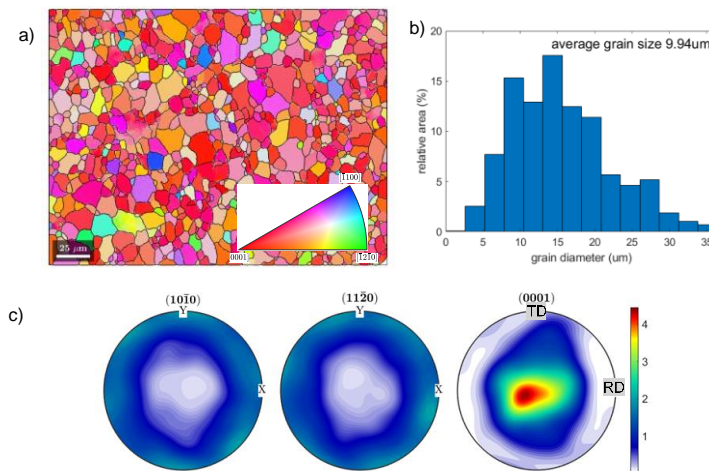 a)
[1̄100]
0001
[1̄21̄0]
25 µm
b)
average grain size 9.94um
relative area (%)
20
15
10
5
0
0 5 10 15 20 25 30 35
grain diameter (um)
c)
(101̄0)
Y
X
(112̄0)
Y
X
(0001)
TD
RD
4
3
2
1